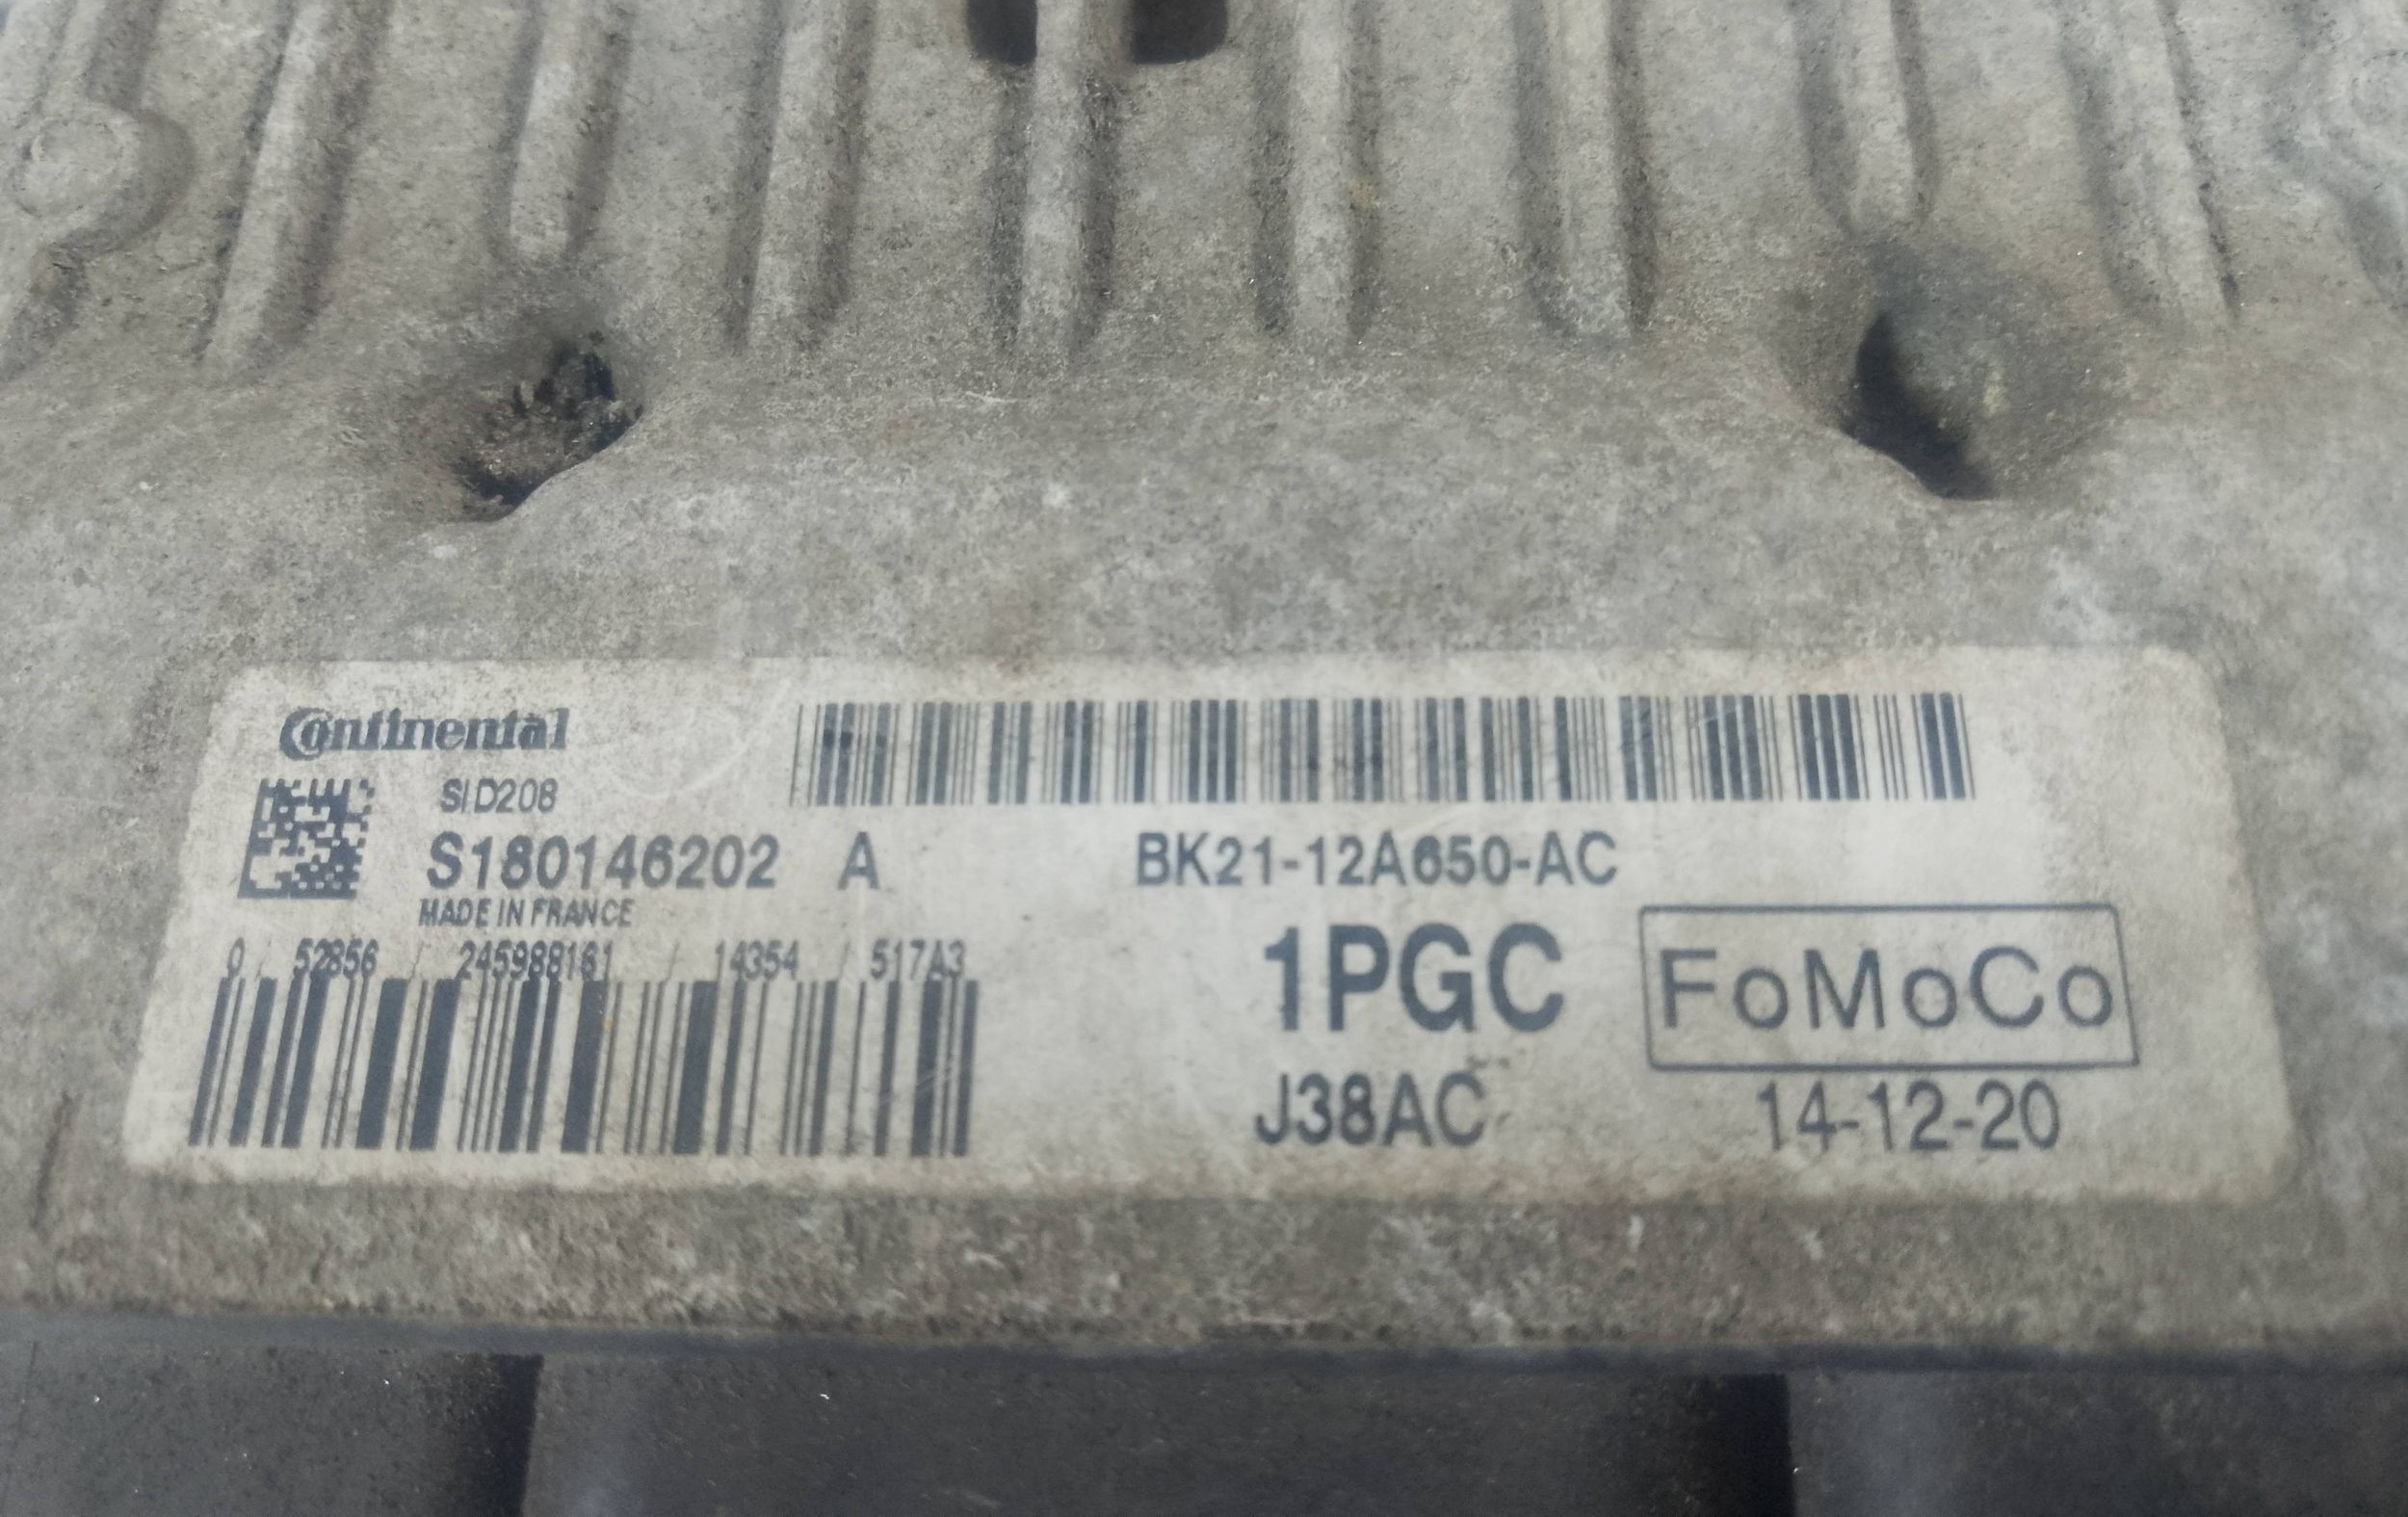 Continental
SID208
S180146202 A
MADE IN FRANCE
0 / 52856 / 245988161 / 14354 / 517A3
BK21-12A650-AC
1PGC
FoMoCo
J38AC
14-12-20